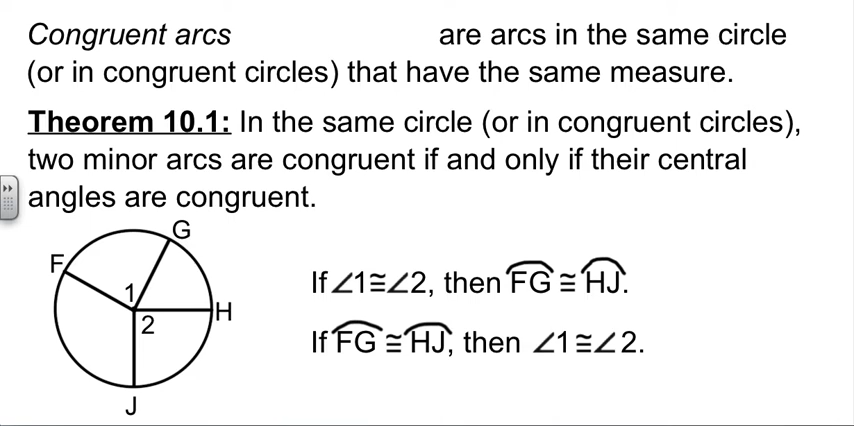 Congruent arcs are arcs in the same circle
(or in congruent circles) that have the same measure.
Theorem 10.1: In the same circle (or in congruent circles),
two minor arcs are congruent if and only if their central
angles are congruent.
G
F
1
H
2
J
If ∠1≅∠2, then FG ≅ HJ.
If FG ≅ HJ, then ∠1≅∠2.